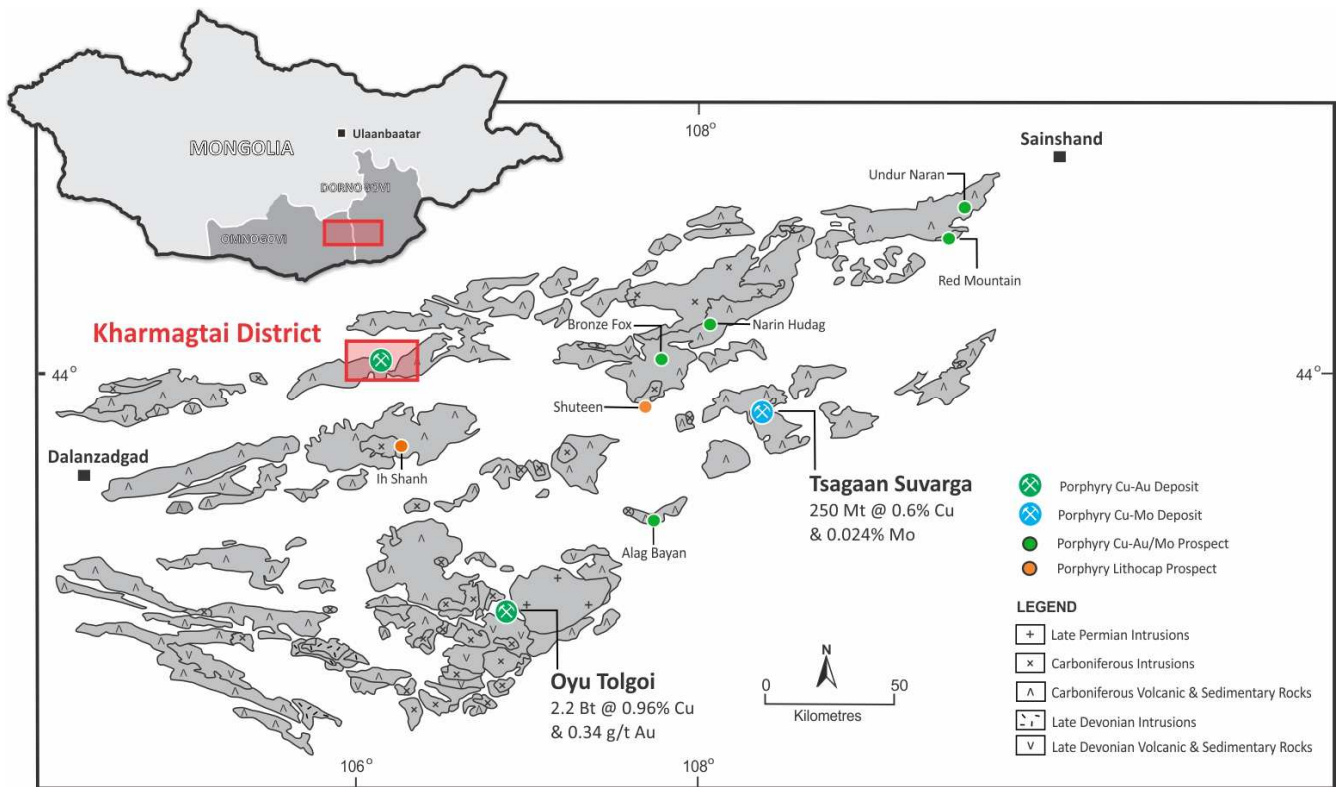 Ulaanbaatar
MONGOLIA
DORNOGOVI
OMNOGOVI
108°
Sainshand
Undur Naran
Red Mountain
Kharmagtai District
Bronze Fox
Narin Hudag
44°
44°
Shuteen
Dalanzadgad
Ih Shanh
Tsagaan Suvarga
250 Mt @ 0.6% Cu
& 0.024% Mo
Alag Bayan
Oyu Tolgoi
2.2 Bt @ 0.96% Cu
& 0.34 g/t Au
N
0 50
Kilometres
Porphyry Cu-Au Deposit
Porphyry Cu-Mo Deposit
Porphyry Cu-Au/Mo Prospect
Porphyry Lithocap Prospect
LEGEND
Late Permian Intrusions
Carboniferous Intrusions
Carboniferous Volcanic & Sedimentary Rocks
Late Devonian Intrusions
Late Devonian Volcanic & Sedimentary Rocks
106°
108°